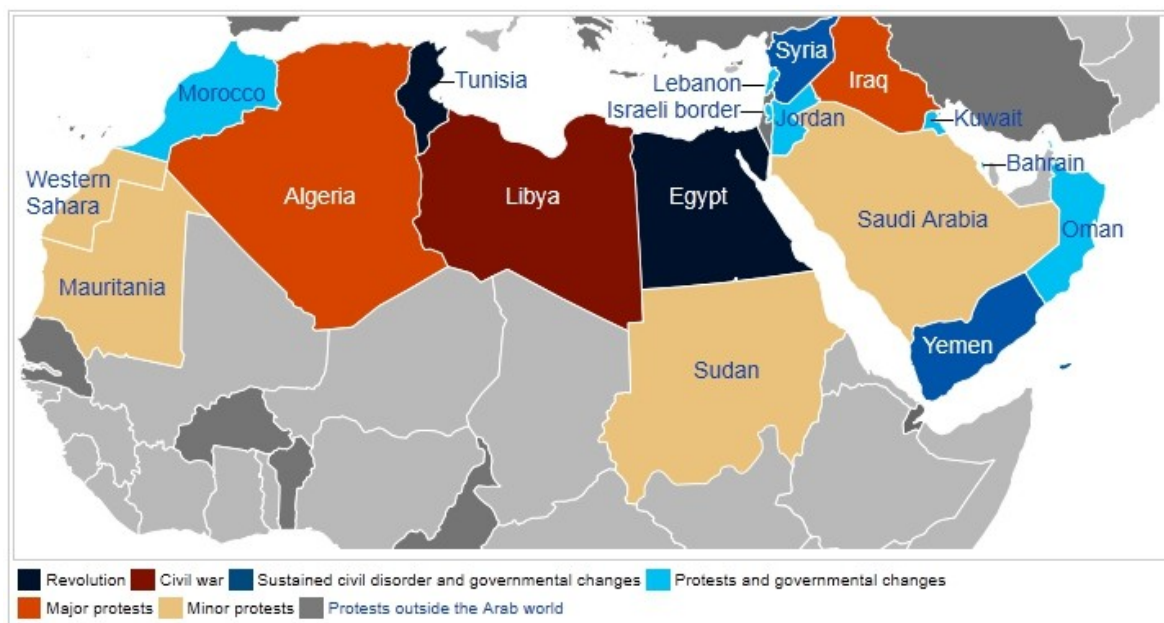 Syria
Lebanon
Iraq
Tunisia
Morocco
Israeli border
Jordan
Kuwait
Bahrain
Western
Sahara
Algeria
Libya
Egypt
Saudi Arabia
Oman
Mauritania
Yemen
Sudan
Revolution Civil war Sustained civil disorder and governmental changes Protests and governmental changes
Major protests Minor protests Protests outside the Arab world